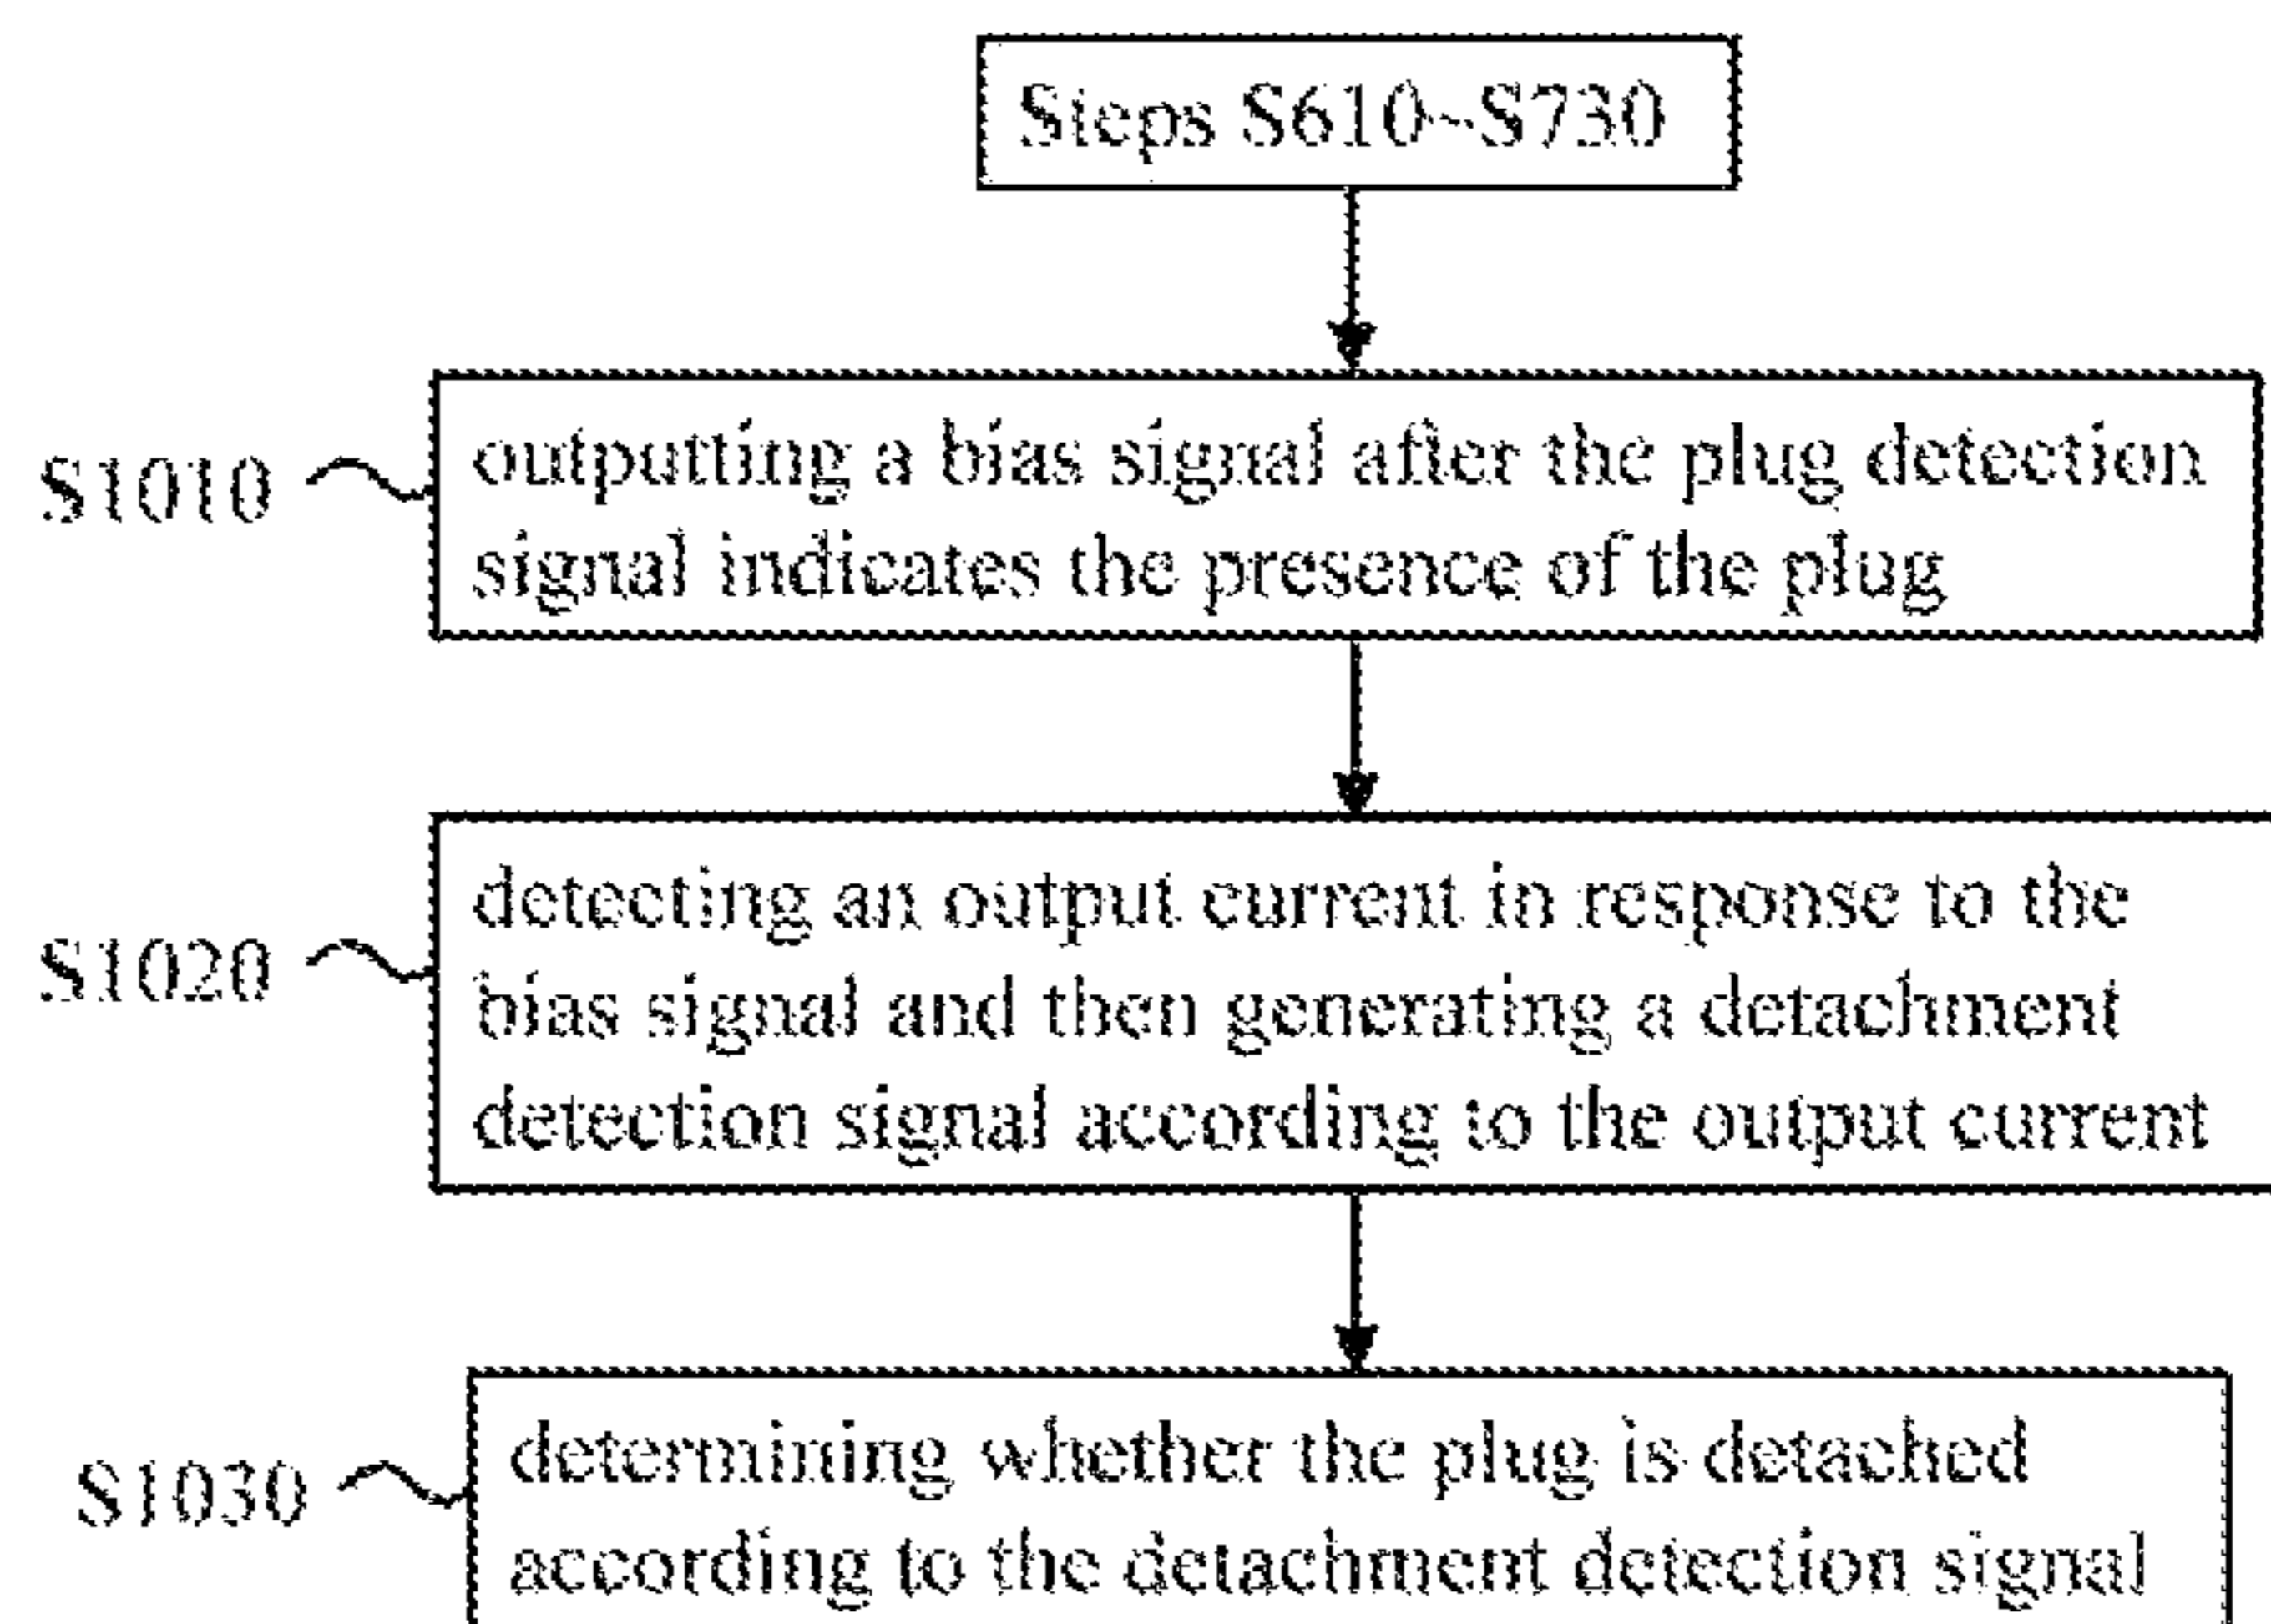 Steps S610~S730
S1010
outputting a bias signal after the plug detection
signal indicates the presence of the plug
S1020
detecting an output current in response to the
bias signal and then generating a detachment
detection signal according to the output current
S1030
determining whether the plug is detached
according to the detachment detection signal